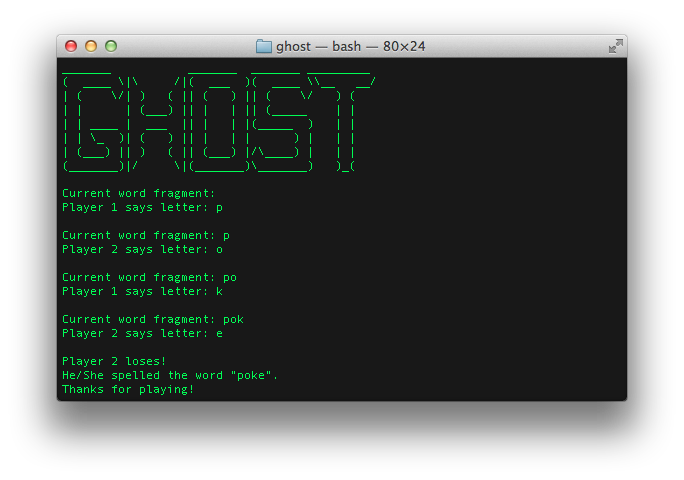 ghost — bash — 80×24
GHOST
Current word fragment:
Player 1 says letter: p
Current word fragment: p
Player 2 says letter: o
Current word fragment: po
Player 1 says letter: k
Current word fragment: pok
Player 2 says letter: e
Player 2 loses!
He/She spelled the word "poke".
Thanks for playing!